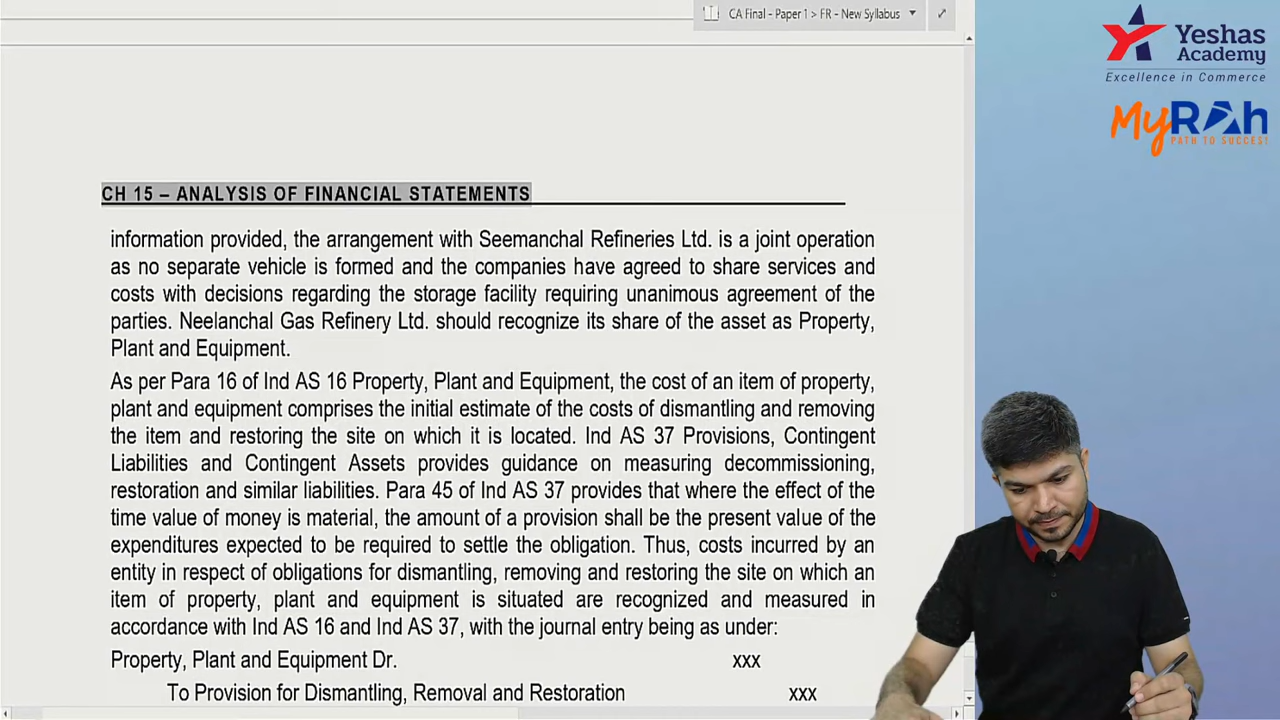 CA Final - Paper 1 > FR - New Syllabus
Yeshas
Academy
Excellence in Commerce
MyRAh
PATH TO SUCCESS
CH 15 – ANALYSIS OF FINANCIAL STATEMENTS
information provided, the arrangement with Seemanchal Refineries Ltd. is a joint operation
as no separate vehicle is formed and the companies have agreed to share services and
costs with decisions regarding the storage facility requiring unanimous agreement of the
parties. Neelanchal Gas Refinery Ltd. should recognize its share of the asset as Property,
Plant and Equipment.
As per Para 16 of Ind AS 16 Property, Plant and Equipment, the cost of an item of property,
plant and equipment comprises the initial estimate of the costs of dismantling and removing
the item and restoring the site on which it is located. Ind AS 37 Provisions, Contingent
Liabilities and Contingent Assets provides guidance on measuring decommissioning,
restoration and similar liabilities. Para 45 of Ind AS 37 provides that where the effect of the
time value of money is material, the amount of a provision shall be the present value of the
expenditures expected to be required to settle the obligation. Thus, costs incurred by an
entity in respect of obligations for dismantling, removing and restoring the site on which an
item of property, plant and equipment is situated are recognized and measured in
accordance with Ind AS 16 and Ind AS 37, with the journal entry being as under:
Property, Plant and Equipment Dr. xxx
To Provision for Dismantling, Removal and Restoration xxx